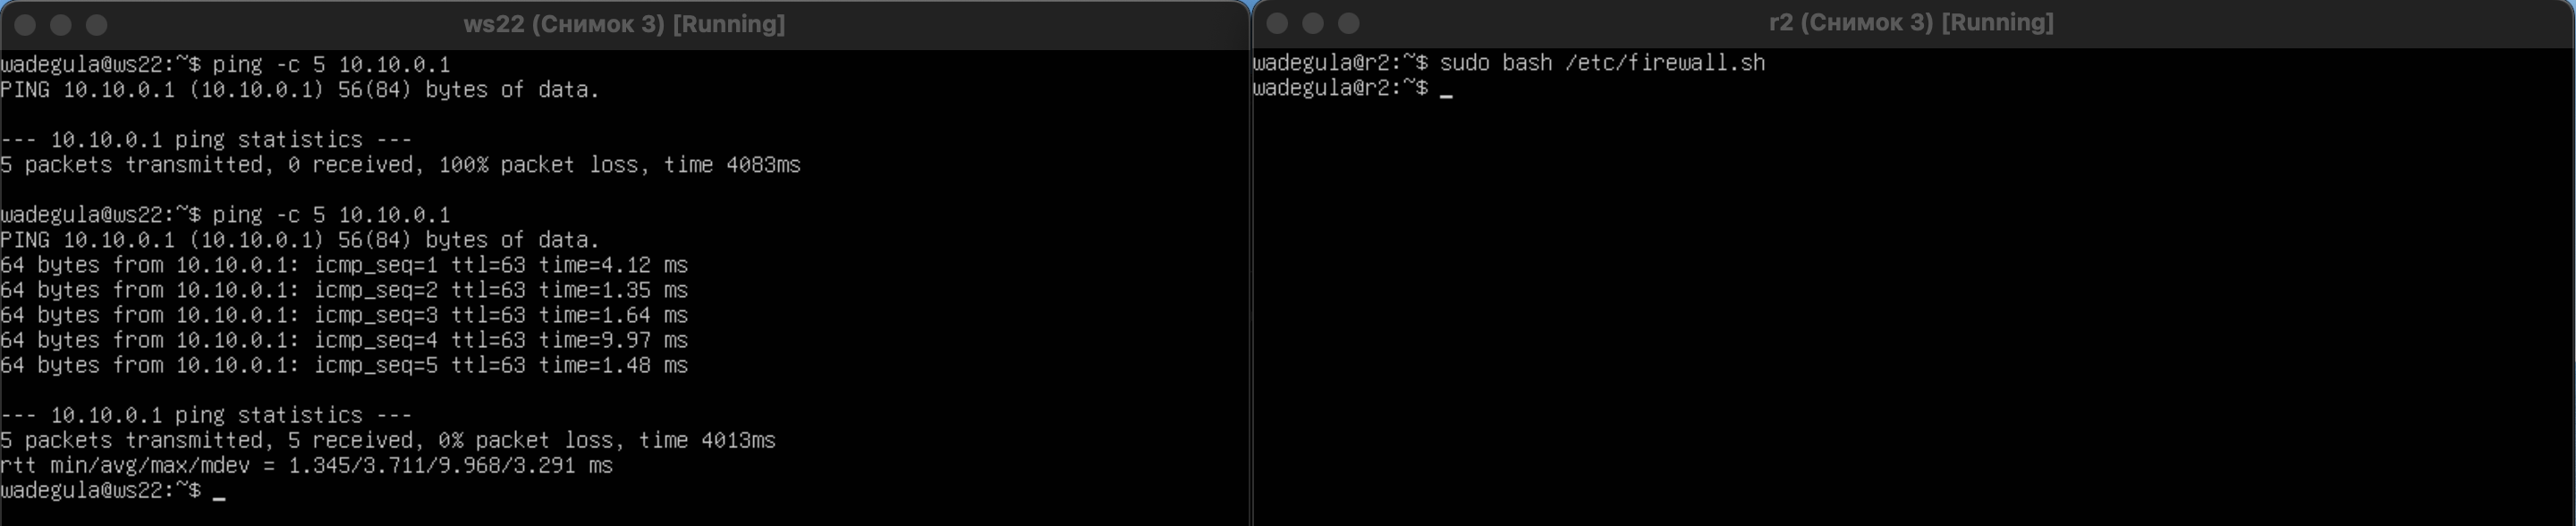 ws22 (Снимок 3) [Running]
wadegula@ws22:~$ ping -c 5 10.10.0.1
PING 10.10.0.1 (10.10.0.1) 56(84) bytes of data.
--- 10.10.0.1 ping statistics ---
5 packets transmitted, 0 received, 100% packet loss, time 4083ms
wadegula@ws22:~$ ping -c 5 10.10.0.1
PING 10.10.0.1 (10.10.0.1) 56(84) bytes of data.
64 bytes from 10.10.0.1: icmp_seq=1 ttl=63 time=4.12 ms
64 bytes from 10.10.0.1: icmp_seq=2 ttl=63 time=1.35 ms
64 bytes from 10.10.0.1: icmp_seq=3 ttl=63 time=1.64 ms
64 bytes from 10.10.0.1: icmp_seq=4 ttl=63 time=9.97 ms
64 bytes from 10.10.0.1: icmp_seq=5 ttl=63 time=1.48 ms
--- 10.10.0.1 ping statistics ---
5 packets transmitted, 5 received, 0% packet loss, time 4013ms
rtt min/avg/max/mdev = 1.345/3.711/9.968/3.291 ms
wadegula@ws22:~$ _
r2 (Снимок 3) [Running]
wadegula@r2:~$ sudo bash /etc/firewall.sh
wadegula@r2:~$ _